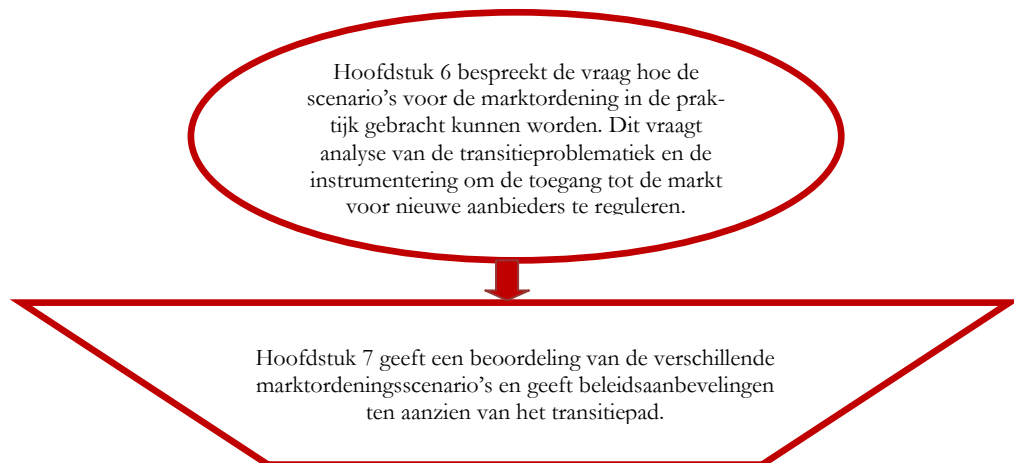 Hoofdstuk 6 bespreekt de vraag hoe de
scenario's voor de marktordening in de prak-
tijk gebracht kunnen worden. Dit vraagt
analyse van de transitieproblematiek en de
instrumentering om de toegang tot de markt
voor nieuwe aanbieders te reguleren.
Hoofdstuk 7 geeft een beoordeling van de verschillende
marktordeningsscenario's en geeft beleidsaanbevelingen
ten aanzien van het transitiepad.